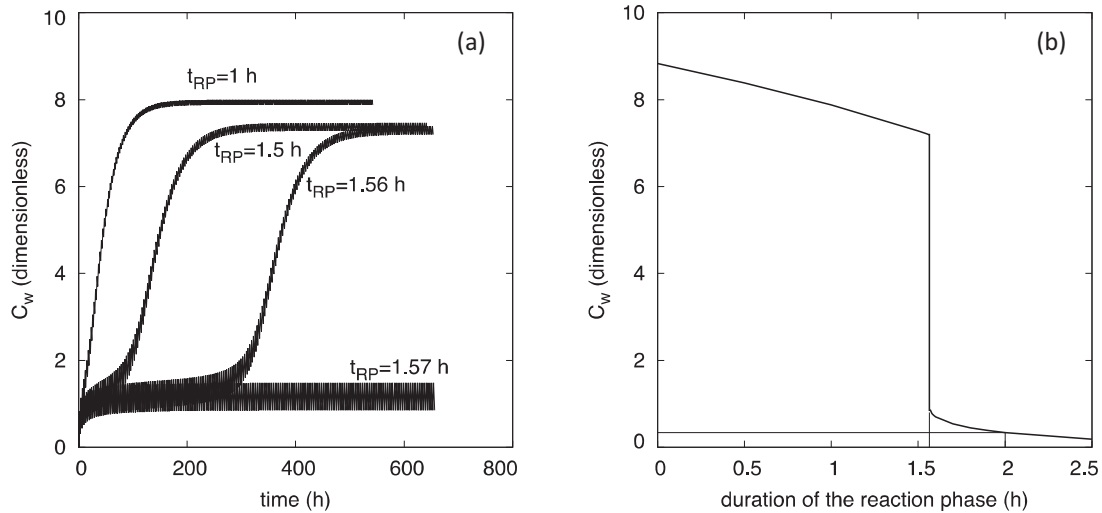 (a)
10
8
6
4
2
0
C_w (dimensionless)
t_RP=1 h
t_RP=1.5 h
t_RP=1.56 h
t_RP=1.57 h
0 200 400 600 800
time (h)
(b)
10
8
6
4
2
0
C_w (dimensionless)
0 0.5 1 1.5 2 2.5
duration of the reaction phase (h)